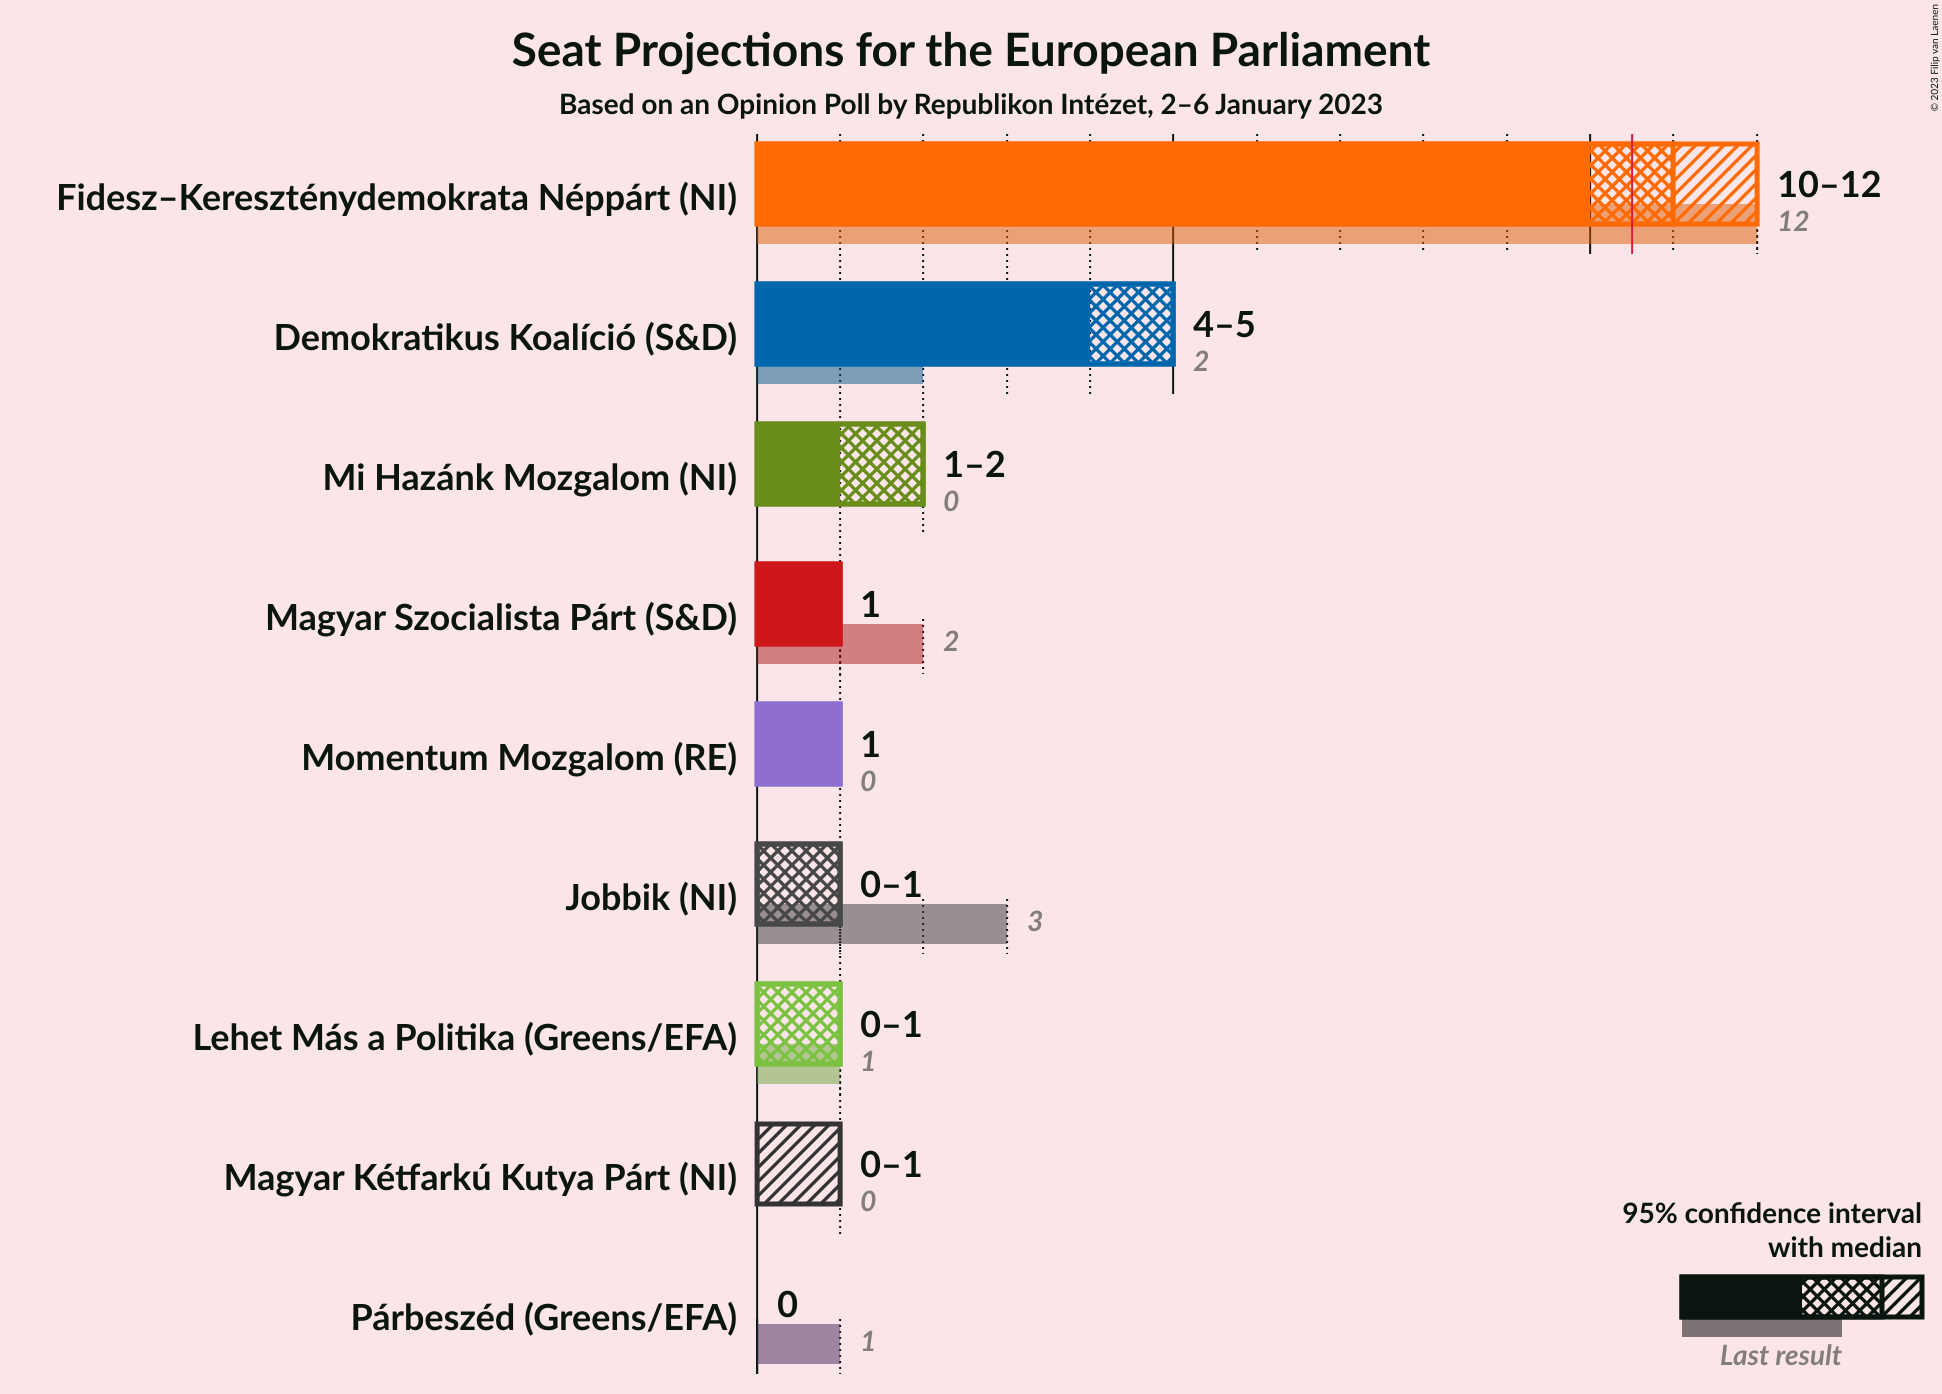 Seat Projections for the European Parliament
Based on an Opinion Poll by Republikon Intézet, 2–6 January 2023
© 2023 Filip van Laenen
Fidesz–Kereszténydemokrata Néppárt (NI)
10–12
12
Demokratikus Koalíció (S&D)
4–5
2
Mi Hazánk Mozgalom (NI)
1–2
0
Magyar Szocialista Párt (S&D)
1
2
Momentum Mozgalom (RE)
1
0
Jobbik (NI)
0–1
3
Lehet Más a Politika (Greens/EFA)
0–1
1
Magyar Kétfarkú Kutya Párt (NI)
0–1
0
Párbeszéd (Greens/EFA)
0
1
95% confidence interval
with median
Last result